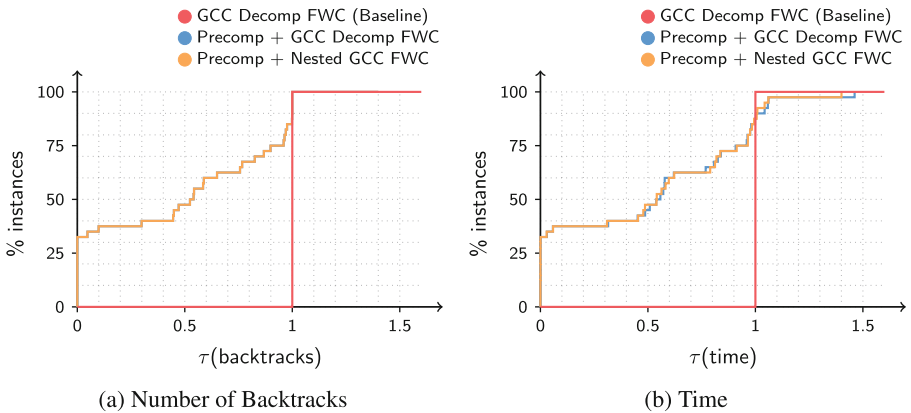 GCC Decomp FWC (Baseline)
Precomp + GCC Decomp FWC
Precomp + Nested GCC FWC
100
75
50
25
0
% instances
0
0.5
1
1.5
τ(backtracks)
(a) Number of Backtracks
GCC Decomp FWC (Baseline)
Precomp + GCC Decomp FWC
Precomp + Nested GCC FWC
100
75
50
25
0
% instances
0
0.5
1
1.5
τ(time)
(b) Time